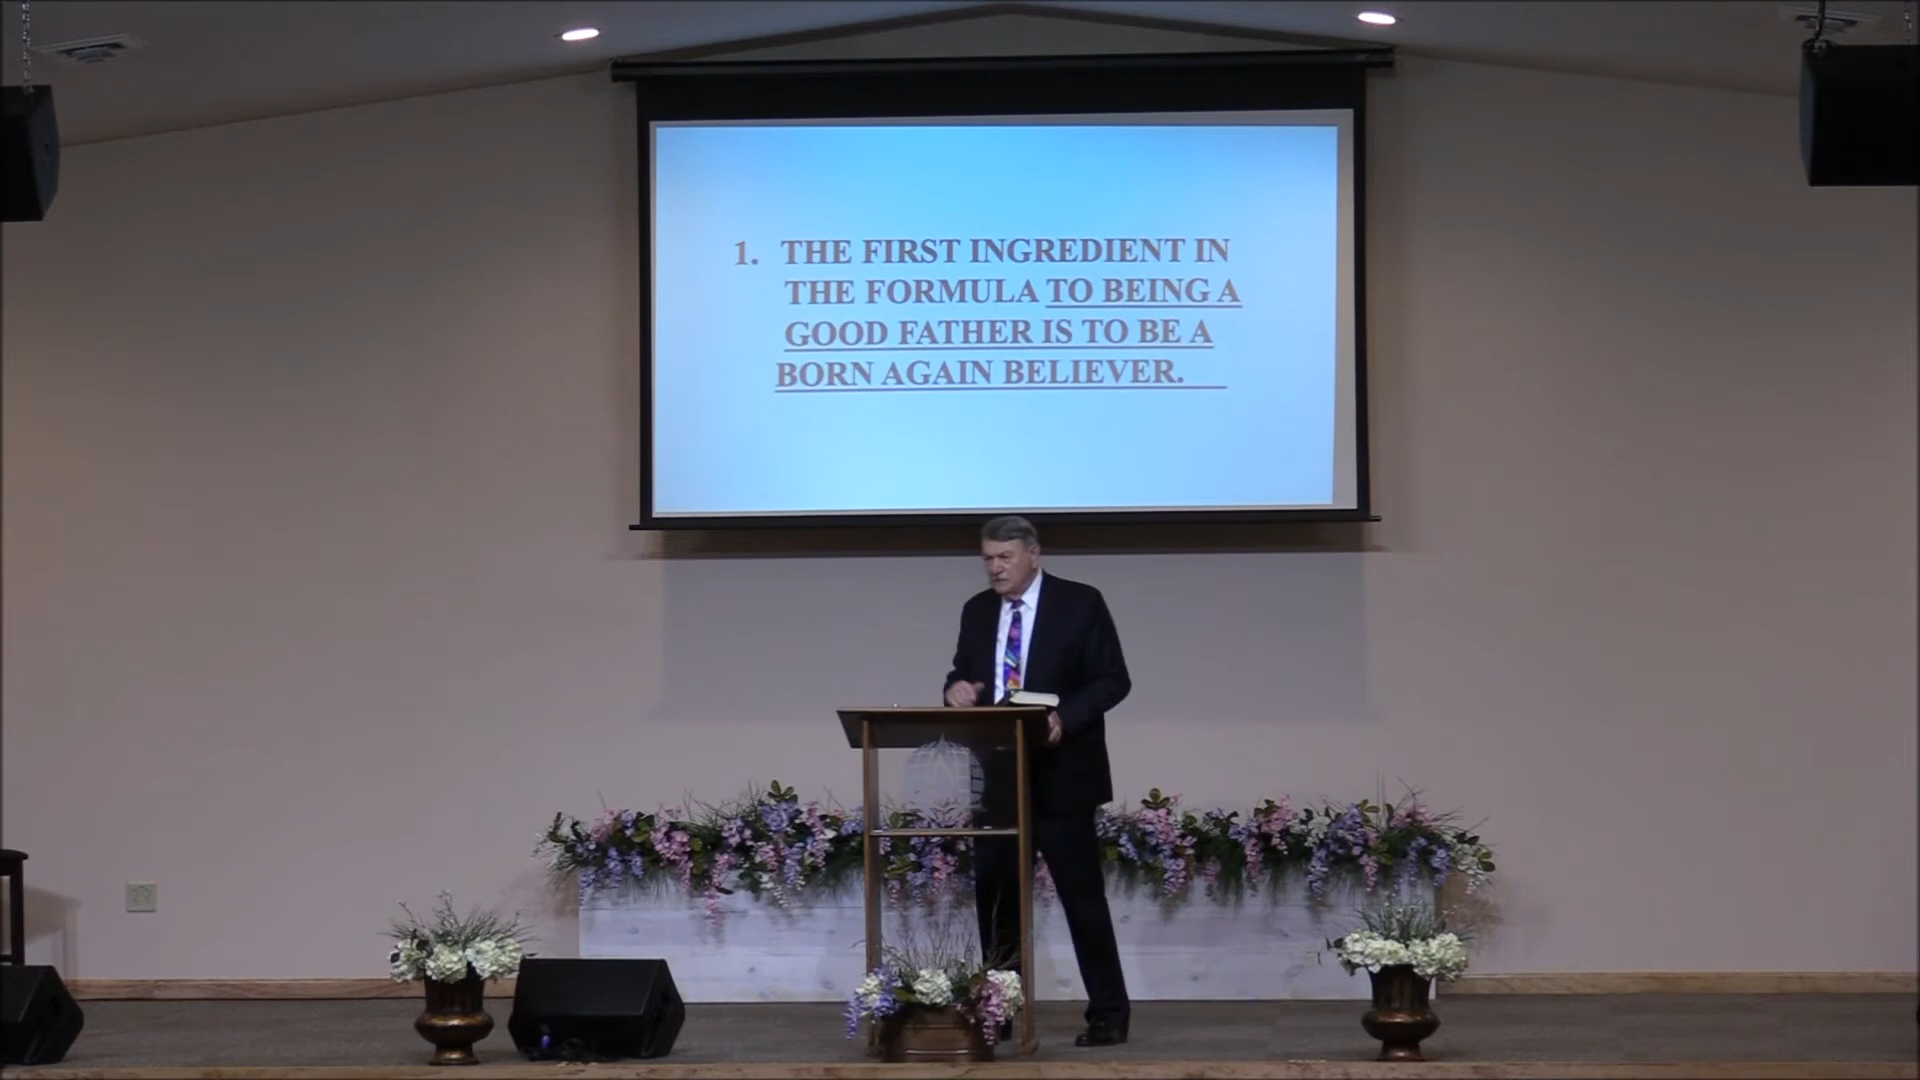 1. THE FIRST INGREDIENT IN
THE FORMULA TO BEING A
GOOD FATHER IS TO BE A
BORN AGAIN BELIEVER.